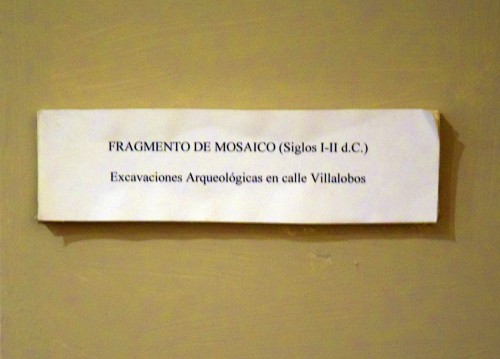 FRAGMENTO DE MOSAICO (Siglos I-II d.C.)
Excavaciones Arqueológicas en calle Villalobos